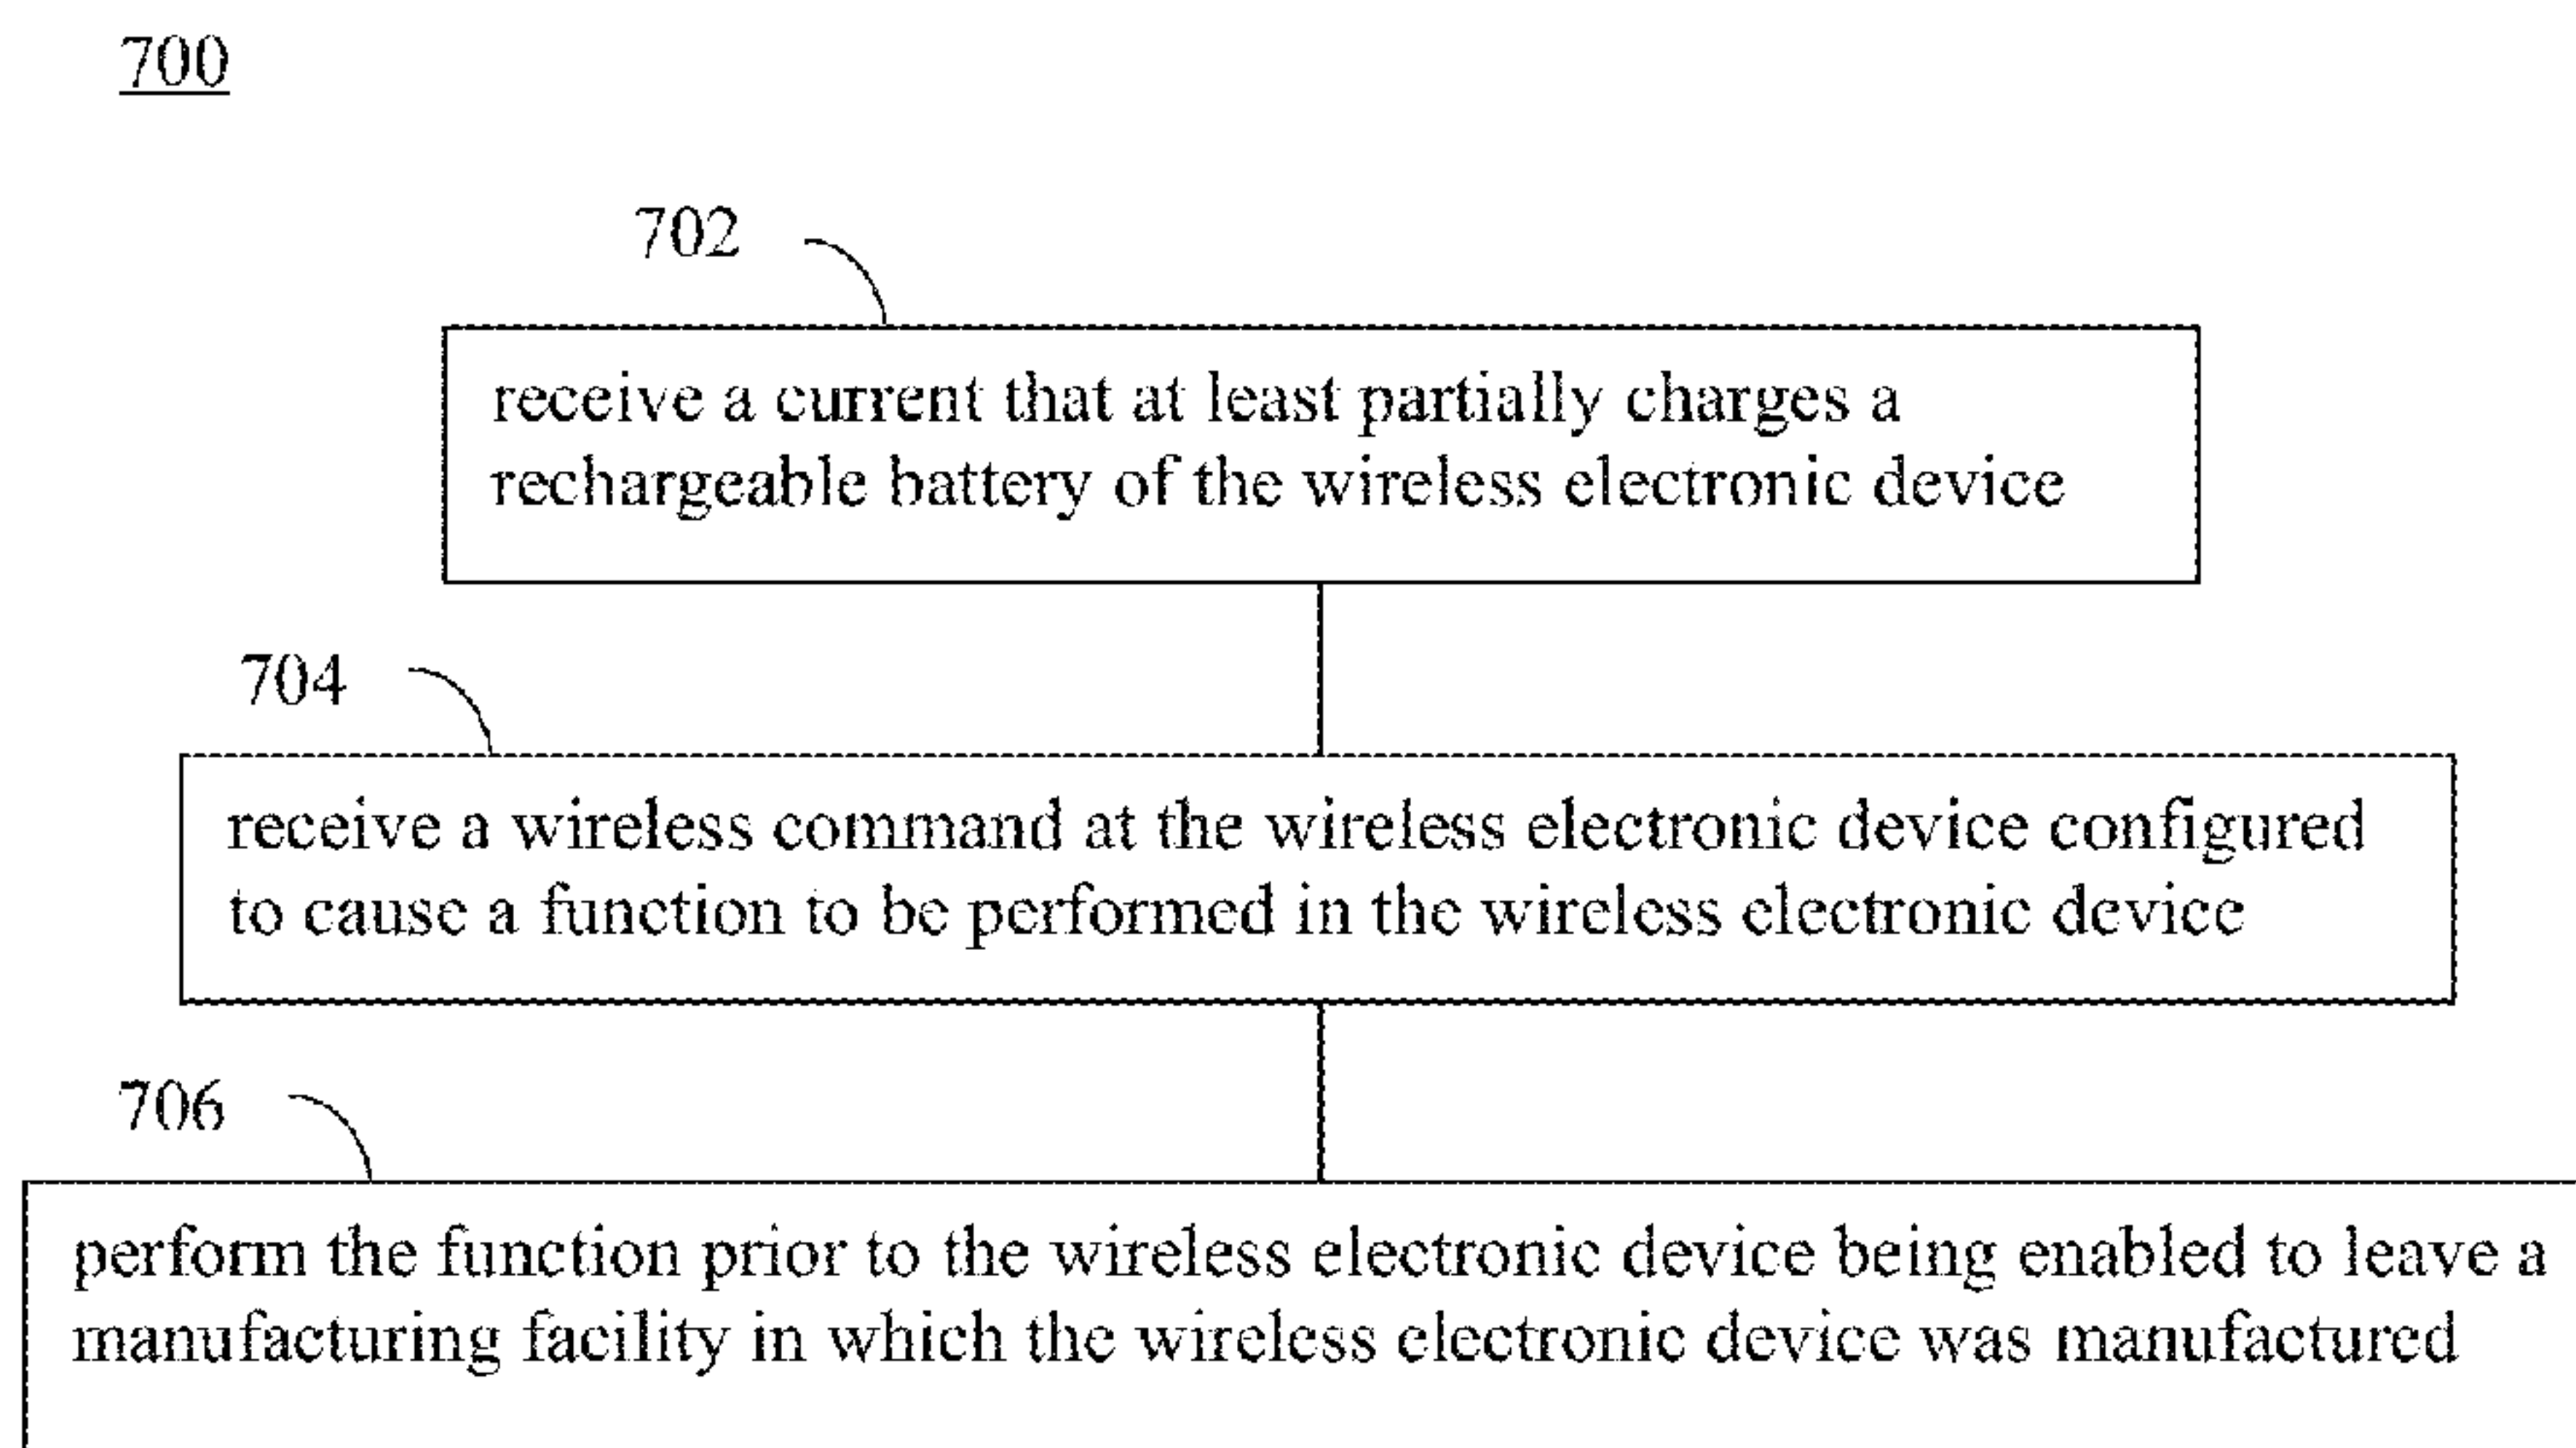 700
702
receive a current that at least partially charges a
rechargeable battery of the wireless electronic device
704
receive a wireless command at the wireless electronic device configured
to cause a function to be performed in the wireless electronic device
706
perform the function prior to the wireless electronic device being enabled to leave a
manufacturing facility in which the wireless electronic device was manufactured